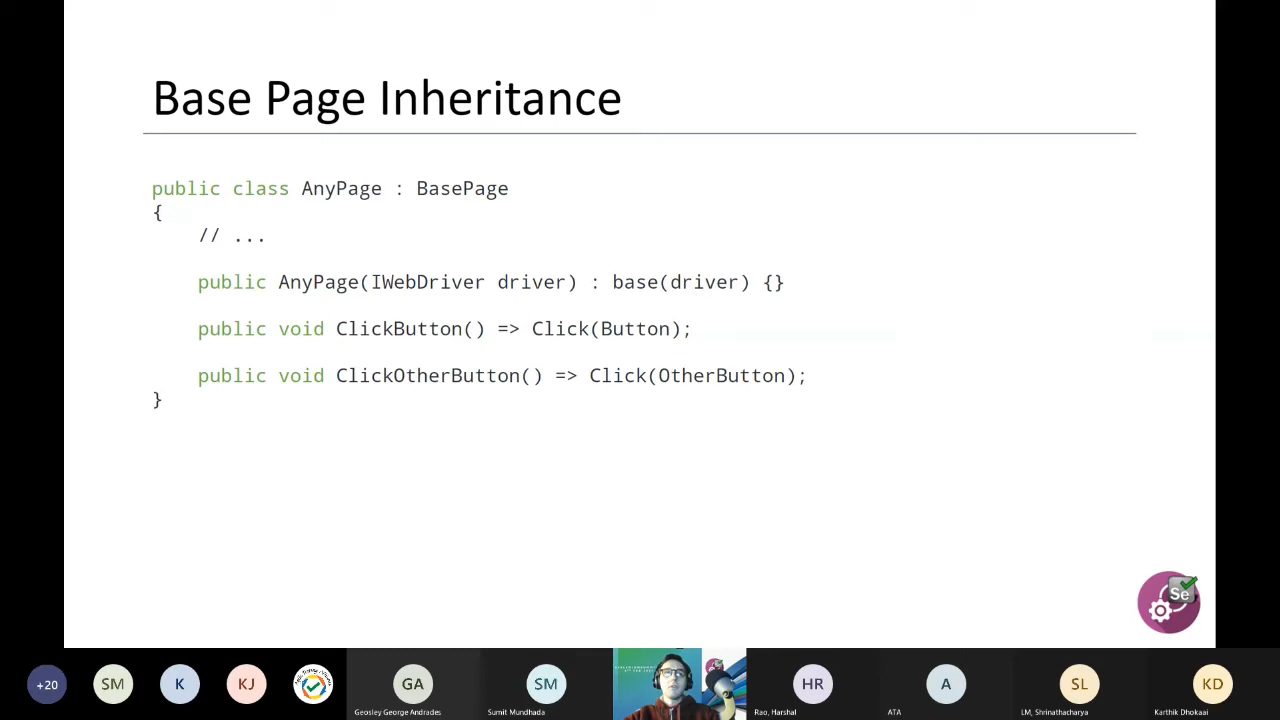 Base Page Inheritance
public class AnyPage : BasePage
{
// ...
public AnyPage(IWebDriver driver) : base(driver) {}
public void ClickButton() => Click(Button);
public void ClickOtherButton() => Click(OtherButton);
}
Se
+20
SM
K
KJ
GA
Geosley George Andrades
SM
Sumit Mundhada
HR
Rao, Harshal
A
ATA
SL
LM, Shrinathacharya
KD
Karthik Dhokaai